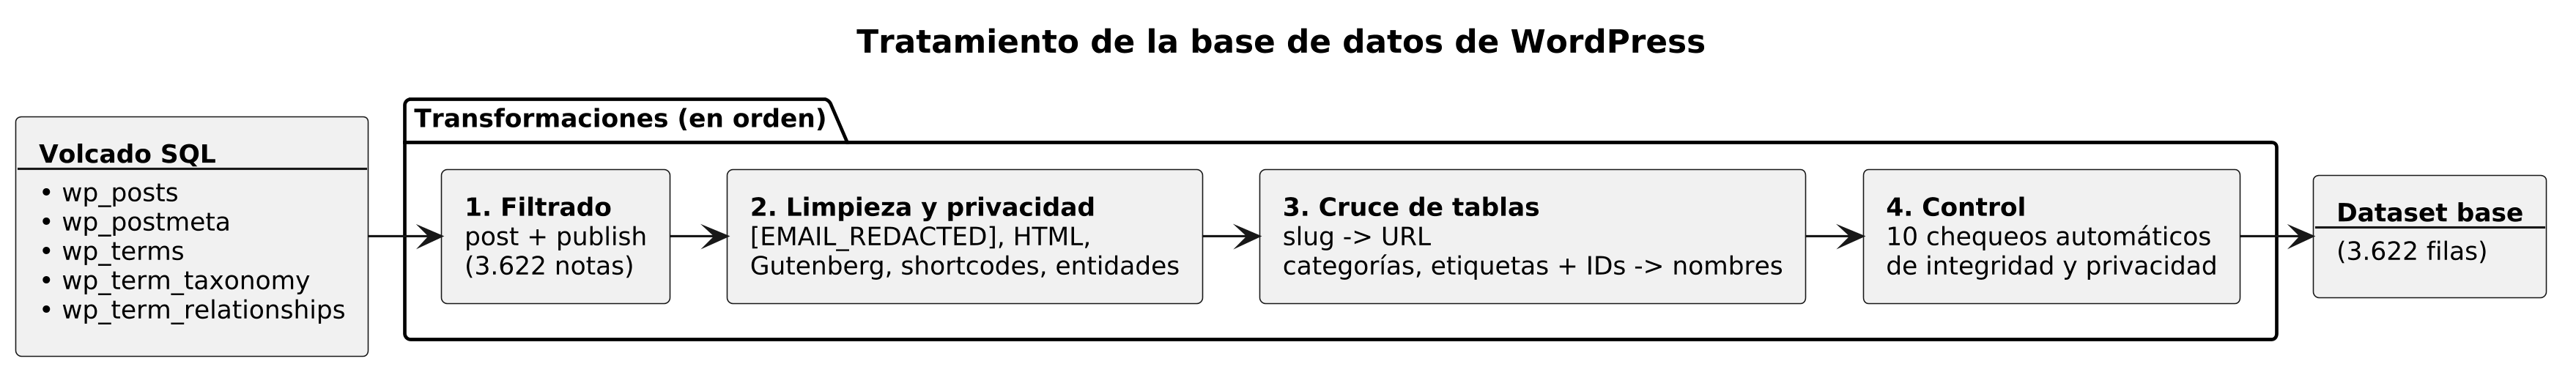 Tratamiento de la base de datos de WordPress
Volcado SQL
• wp_posts
• wp_postmeta
• wp_terms
• wp_term_taxonomy
• wp_term_relationships
Transformaciones (en orden)
1. Filtrado
post + publish
(3.622 notas)
2. Limpieza y privacidad
[EMAIL_REDACTED], HTML,
Gutenberg, shortcodes, entidades
3. Cruce de tablas
slug -> URL
categorías, etiquetas + IDs -> nombres
4. Control
10 chequeos automáticos
de integridad y privacidad
Dataset base
(3.622 filas)